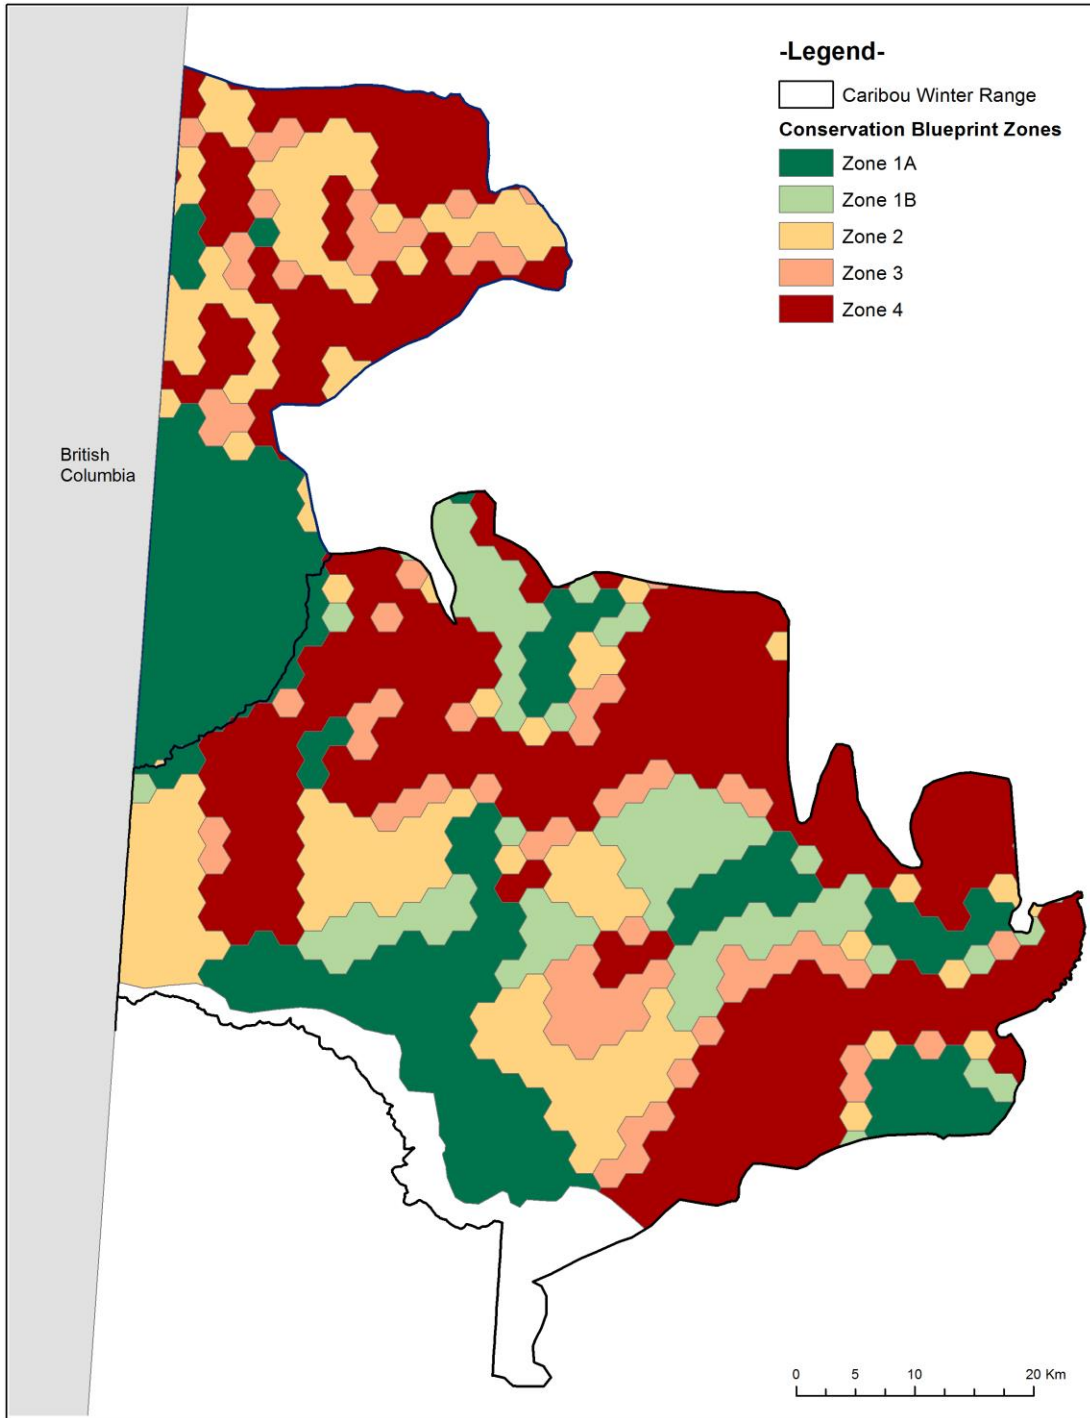 -Legend-
Caribou Winter Range
Conservation Blueprint Zones
Zone 1A
Zone 1B
Zone 2
Zone 3
Zone 4
British
Columbia
0 5 10 20 Km